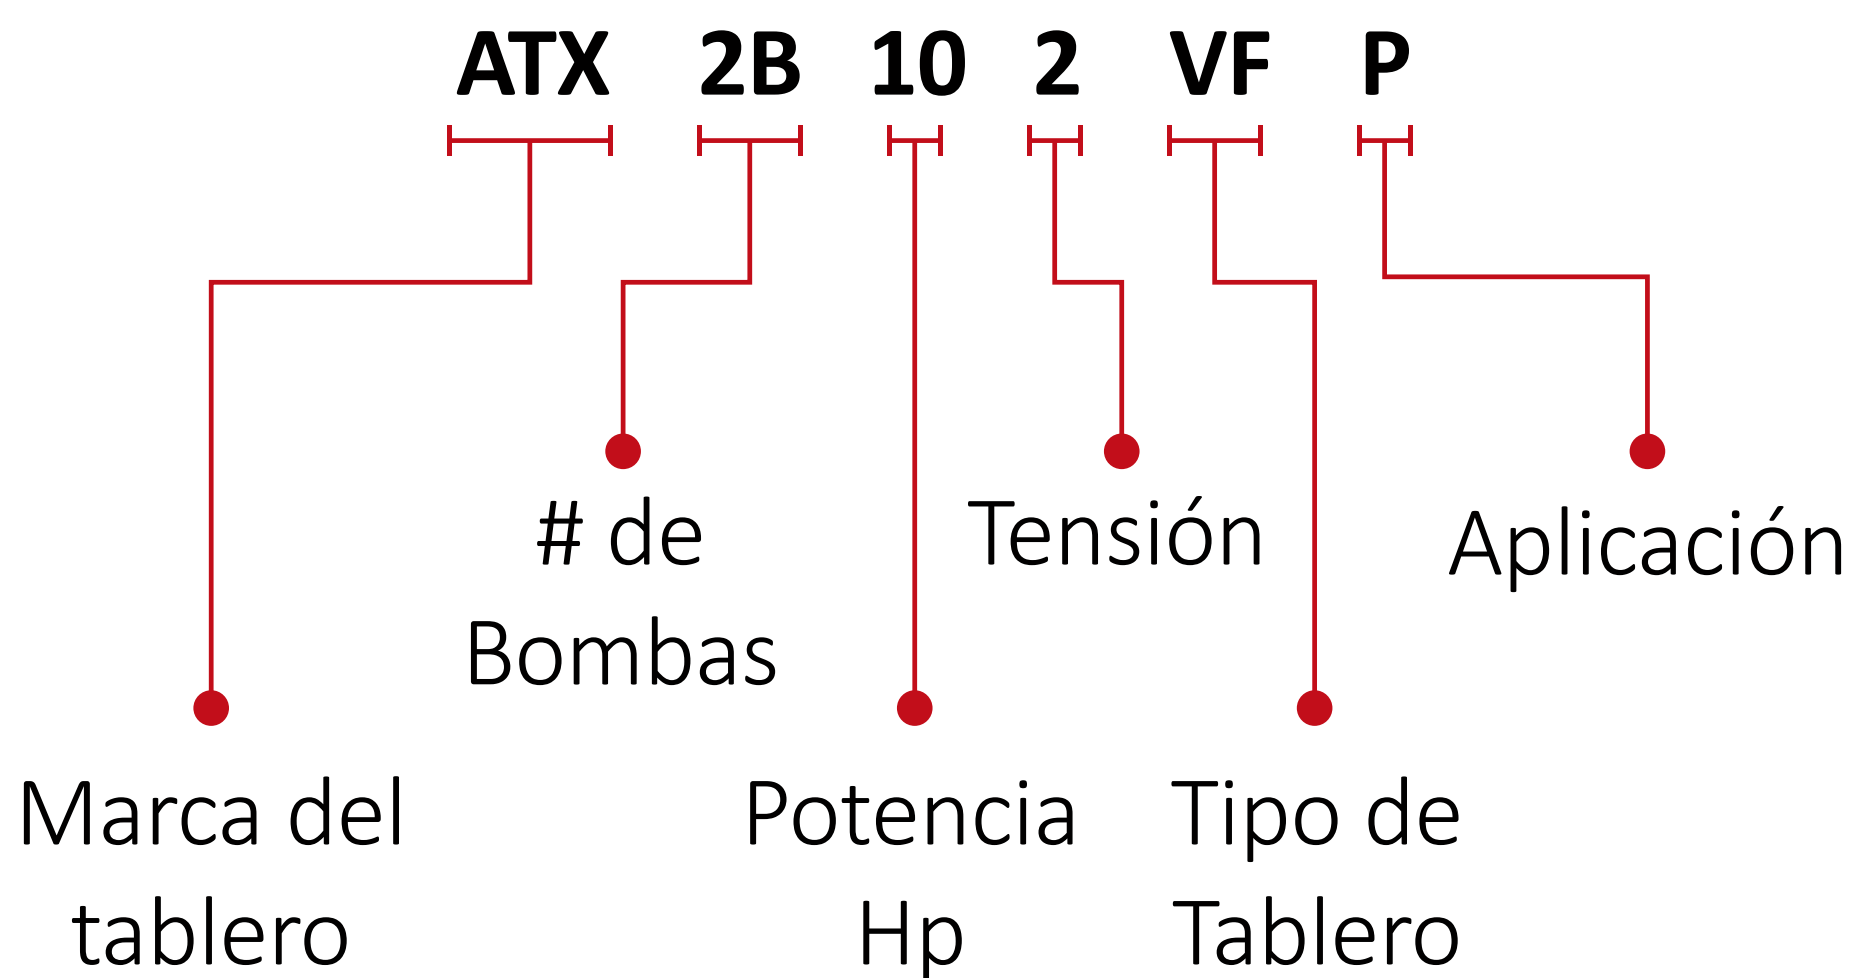 ATX 2B 10 2 VF P
# de
Bombas
Tensión
Aplicación
Marca del
tablero
Potencia
Hp
Tipo de
Tablero